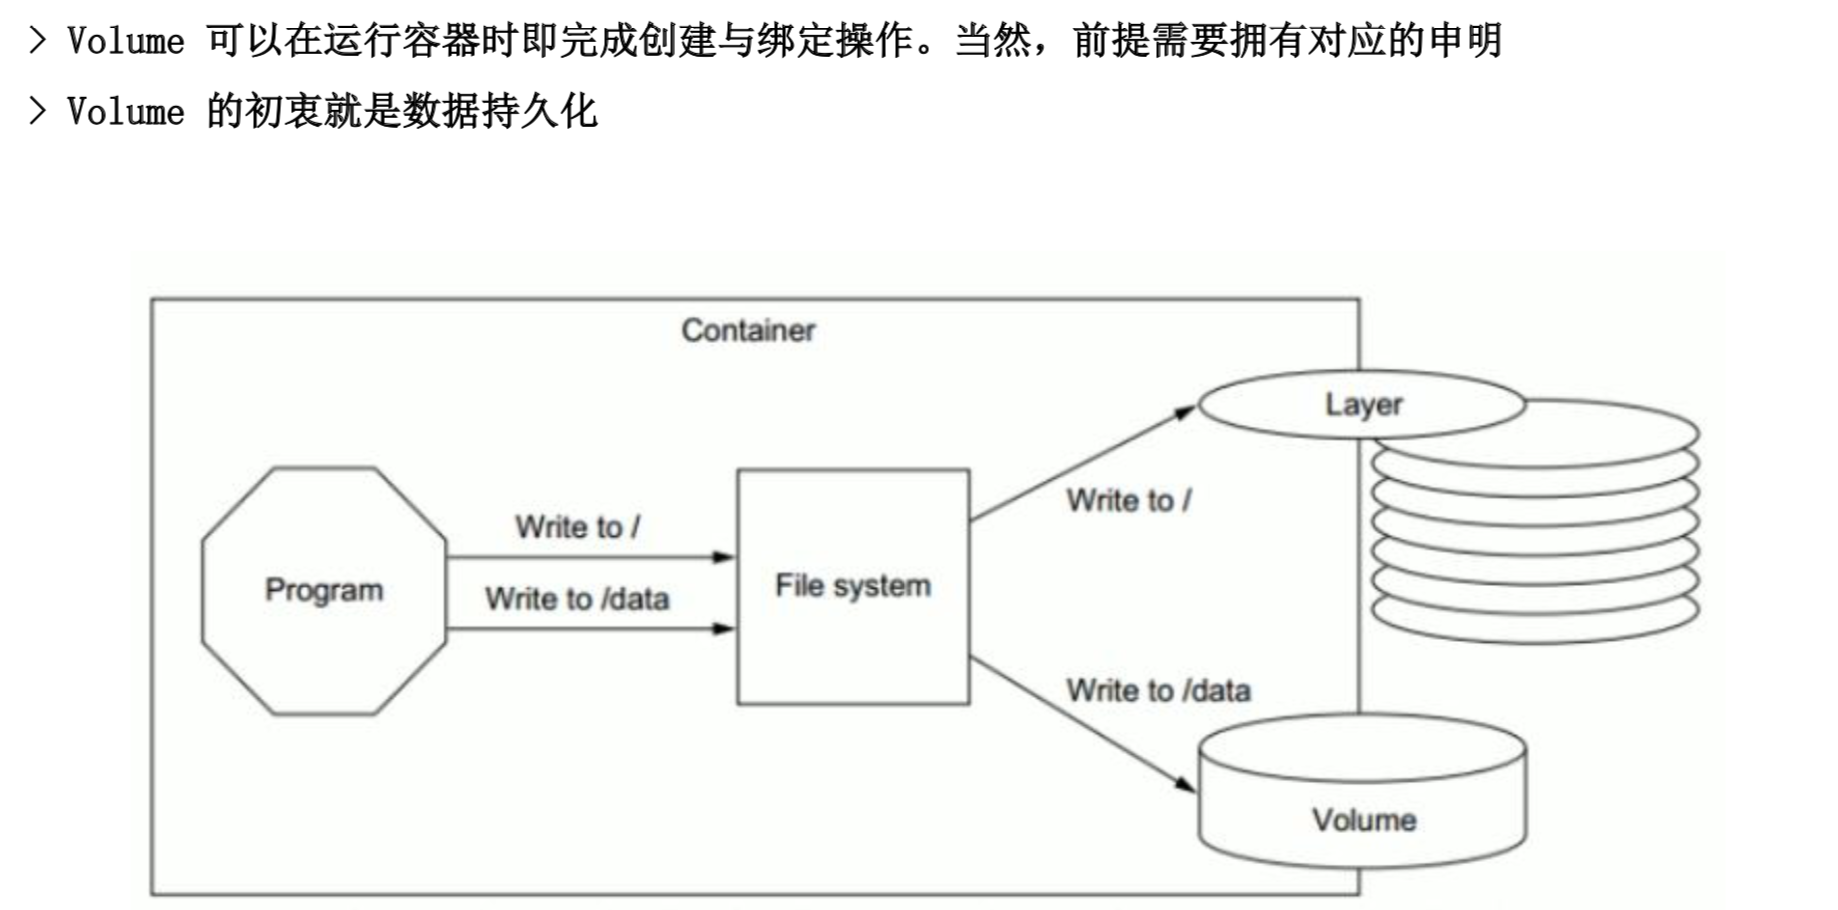 > Volume 可以在运行容器时即完成创建与绑定操作。当然，前提需要拥有对应的申明
> Volume 的初衷就是数据持久化
Container
Layer
Write to /
Write to /
Program
File system
Write to /data
Write to /data
Volume